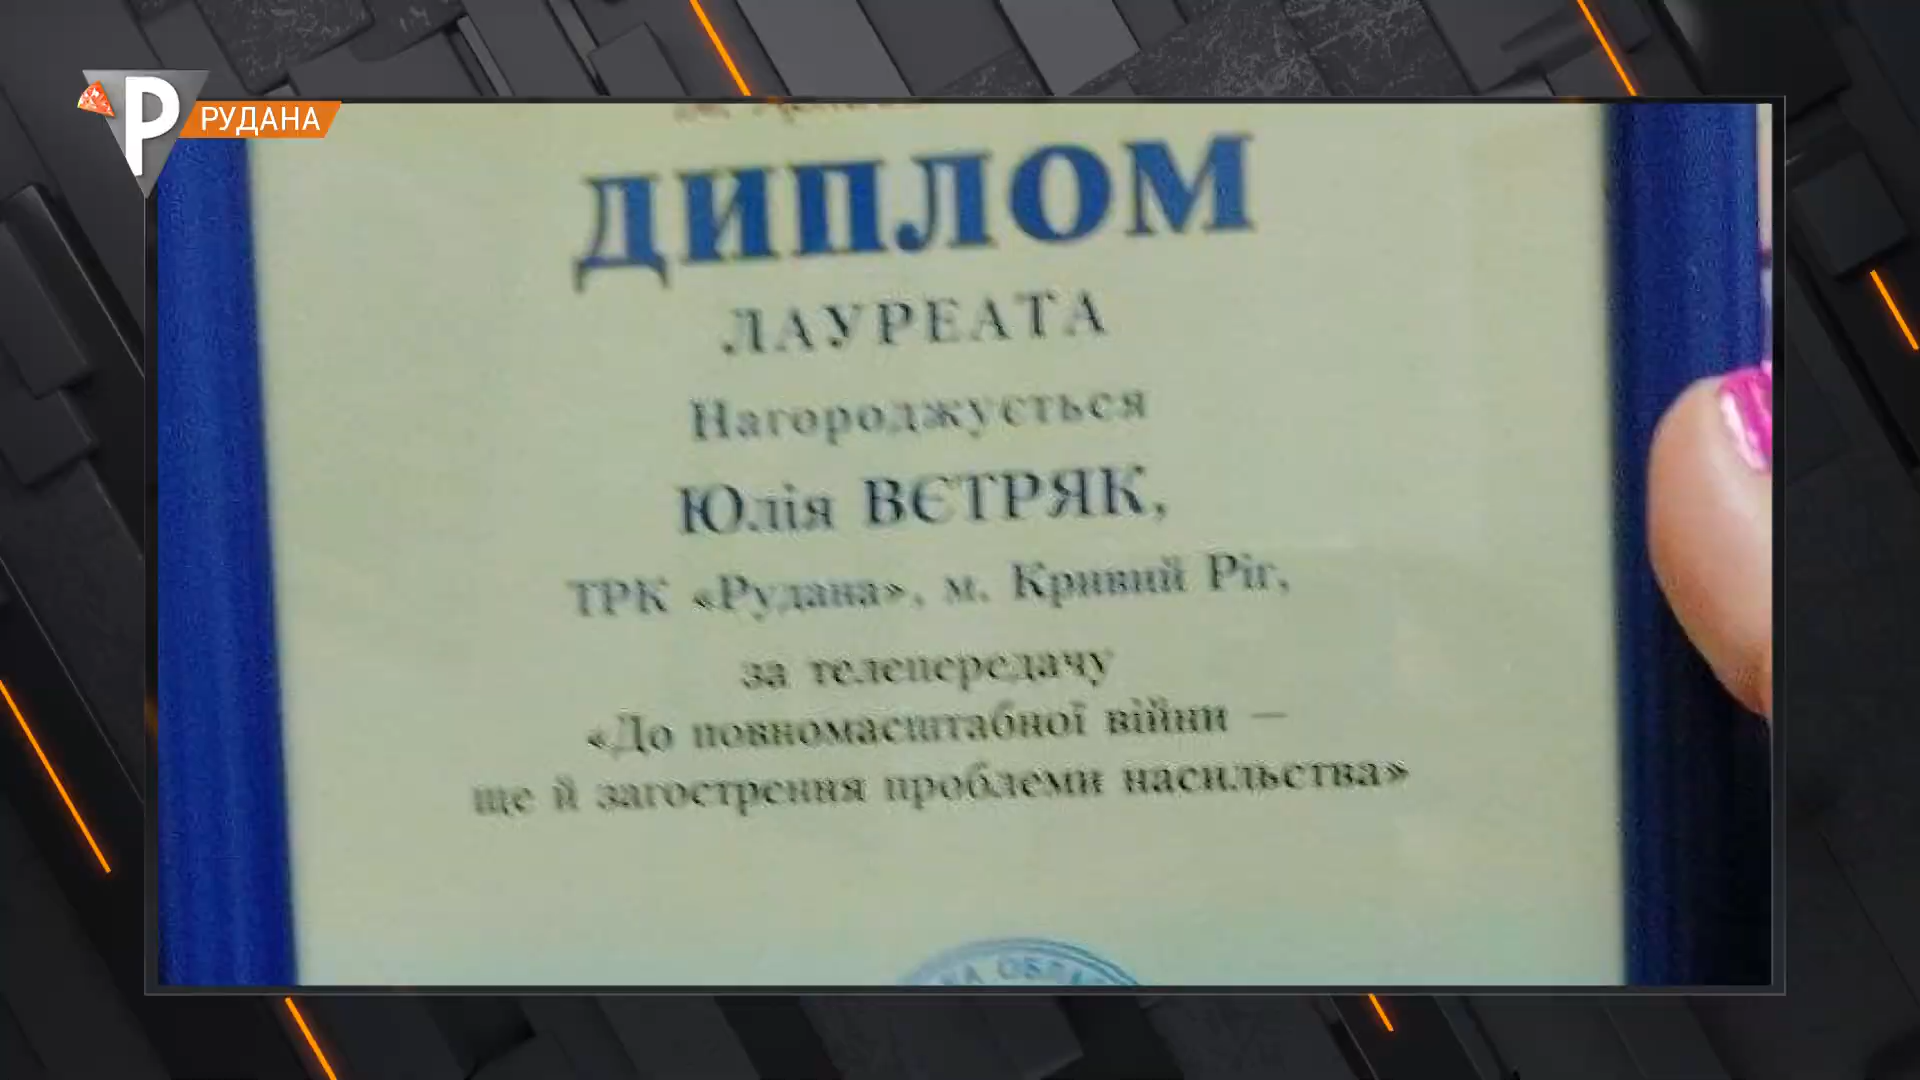 Р
РУДАНА
ДИПЛОМ
ЛАУРЕАТА
Нагороджується
Юлія ВЄТРЯК,
ТРК «Рудана», м. Кривий Ріг,
за телепередачу
«До повномасштабної війни —
ще й загострення проблеми насильства»